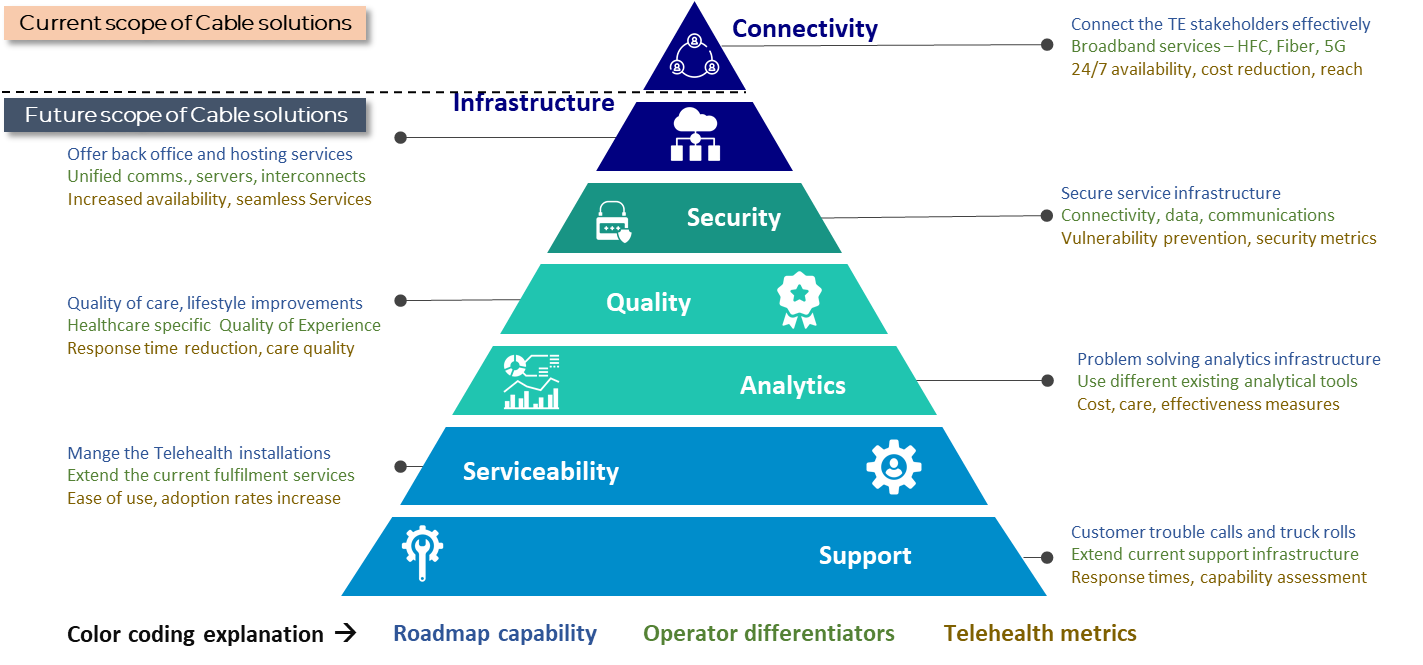 Current scope of Cable solutions
Connectivity
Connect the TE stakeholders effectively
Broadband services – HFC, Fiber, 5G
24/7 availability, cost reduction, reach
Future scope of Cable solutions
Infrastructure
Offer back office and hosting services
Unified comms., servers, interconnects
Increased availability, seamless Services
Security
Secure service infrastructure
Connectivity, data, communications
Vulnerability prevention, security metrics
Quality of care, lifestyle improvements
Healthcare specific Quality of Experience
Response time reduction, care quality
Quality
Analytics
Problem solving analytics infrastructure
Use different existing analytical tools
Cost, care, effectiveness measures
Mange the Telehealth installations
Extend the current fulfilment services
Ease of use, adoption rates increase
Serviceability
Support
Customer trouble calls and truck rolls
Extend current support infrastructure
Response times, capability assessment
Color coding explanation → Roadmap capability Operator differentiators Telehealth metrics